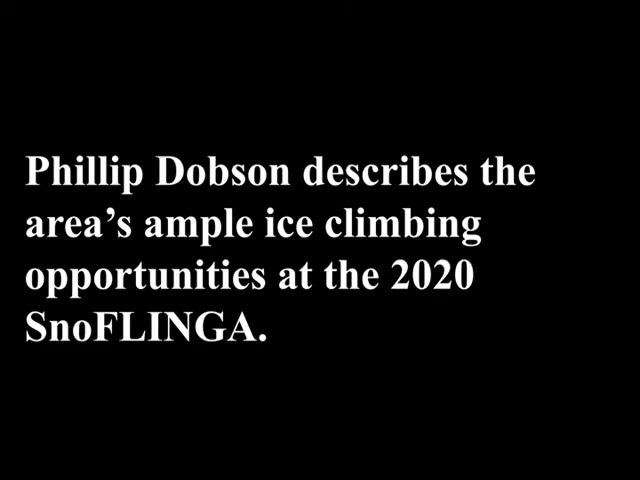 Phillip Dobson describes the
area’s ample ice climbing
opportunities at the 2020
SnoFLINGA.